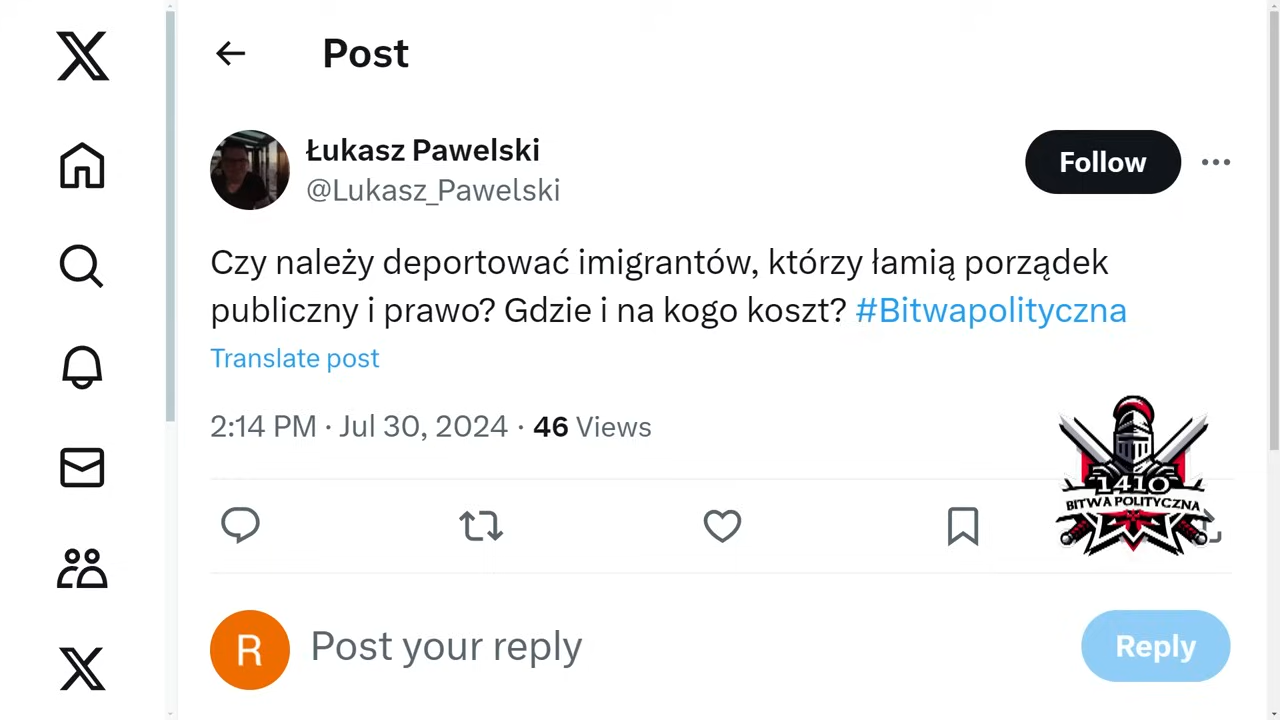 Post
Łukasz Pawelski
@Lukasz_Pawelski
Follow
Czy należy deportować imigrantów, którzy łamią porządek
publiczny i prawo? Gdzie i na kogo koszt? #Bitwapolityczna
Translate post
2:14 PM · Jul 30, 2024 · 46 Views
1410
BITWA POLITYCZNA
R
Post your reply
Reply